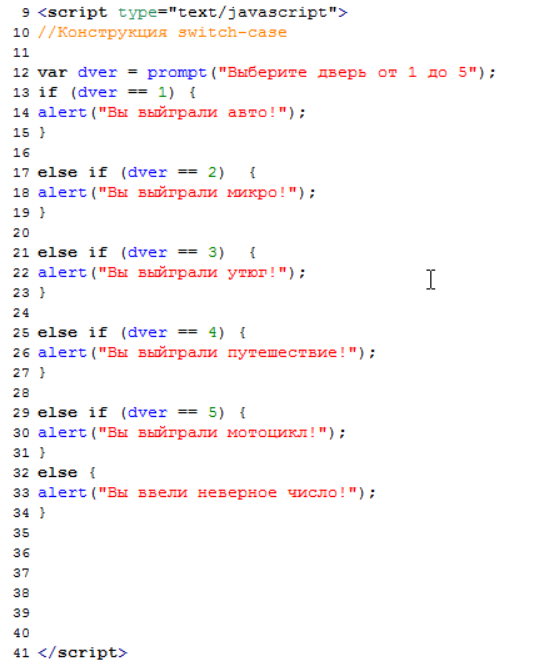 9 <script type="text/javascript">
10 //Конструкция switch-case
11
12 var dver = prompt("Выберите дверь от 1 до 5");
13 if (dver == 1) {
14 alert("Вы выйграли авто!");
15 }
16
17 else if (dver == 2)  {
18 alert("Вы выйграли микро!");
19 }
20
21 else if (dver == 3)  {
22 alert("Вы выйграли утюг!");
23 }
24
25 else if (dver == 4) {
26 alert("Вы выйграли путешествие!");
27 }
28
29 else if (dver == 5) {
30 alert("Вы выйграли мотоцикл!");
31 }
32 else {
33 alert("Вы ввели неверное число!");
34 }
35
36
37
38
39
40
41 </script>